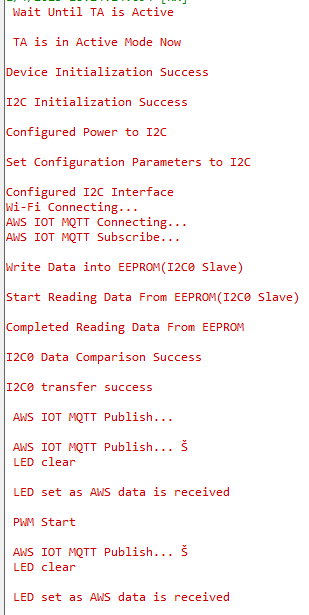 Wait Until TA is Active
TA is in Active Mode Now
Device Initialization Success
I2C Initialization Success
Configured Power to I2C
Set Configuration Parameters to I2C
Configured I2C Interface
Wi-Fi Connecting...
AWS IOT MQTT Connecting...
AWS IOT MQTT Subscribe...
Write Data into EEPROM(I2C0 Slave)
Start Reading Data From EEPROM(I2C0 Slave)
Completed Reading Data From EEPROM
I2C0 Data Comparison Success
I2C0 transfer success
AWS IOT MQTT Publish...
AWS IOT MQTT Publish... Š
LED clear
LED set as AWS data is received
PWM Start
AWS IOT MQTT Publish... Š
LED clear
LED set as AWS data is received